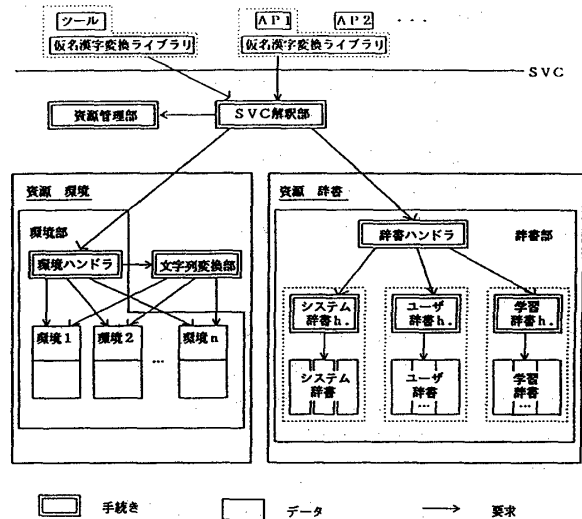 ツール
仮名漢字変換ライブラリ
AP1
AP2
・・・
仮名漢字変換ライブラリ
SVC
資源管理部
SVC解釈部
資源 環境
環境部
環境ハンドラ
文字列変換部
環境1
環境2
環境n
...
資源 辞書
辞書ハンドラ
辞書部
システム
辞書h.
ユーザ
辞書h.
学習
辞書h.
システム
辞書
ユーザ
辞書
...
学習
辞書
...
手続き
データ
要求